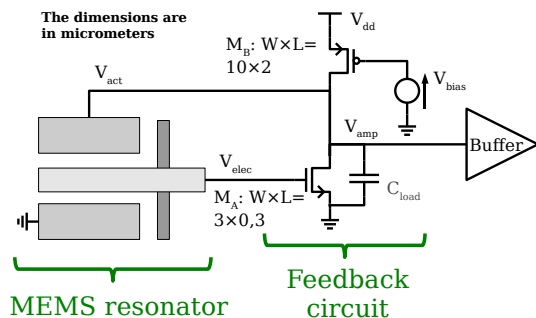 The dimensions are
in micrometers
V_dd
M_B: W×L=
10×2
V_act
V_bias
V_amp
Buffer
V_elec
C_load
M_A: W×L=
3×0,3
MEMS resonator
Feedback
circuit